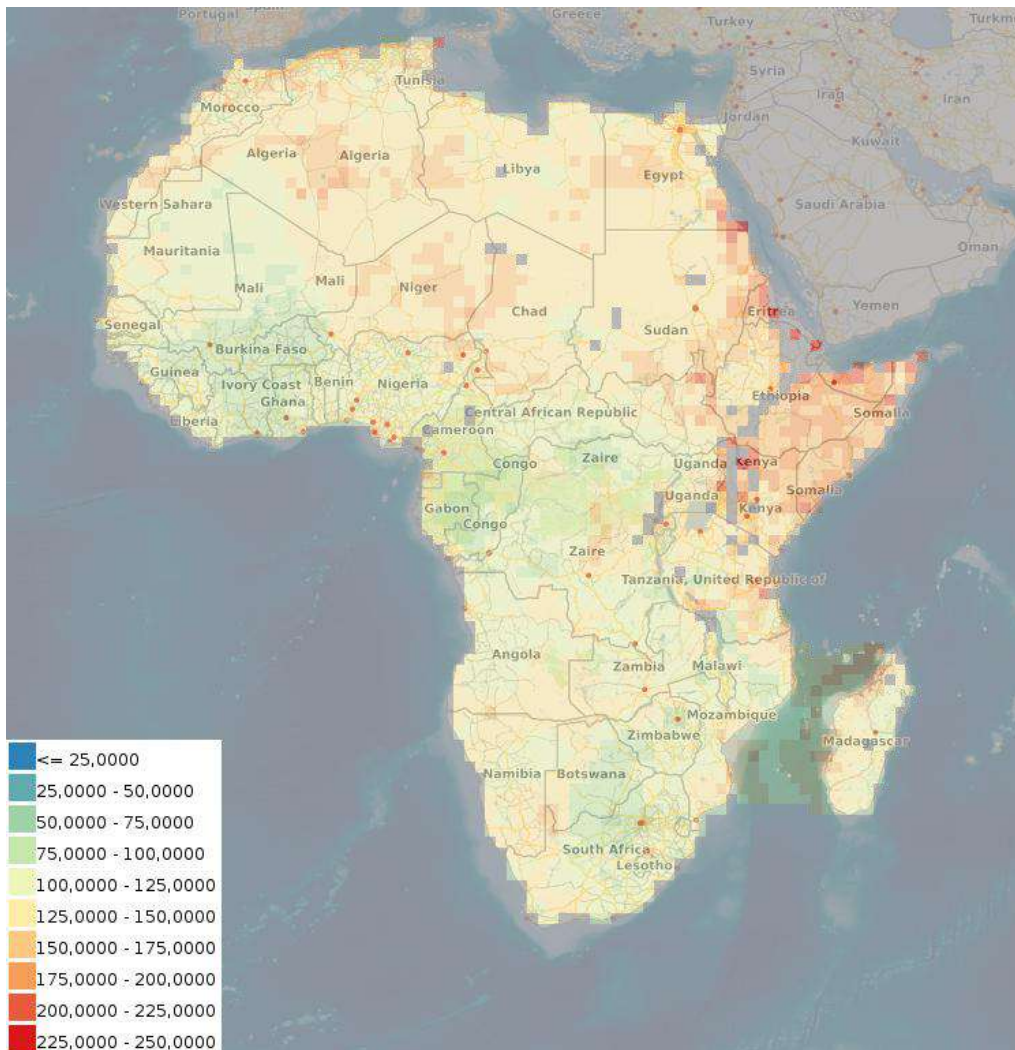 Portugal
Greece
Turkey
Turkm
Tunisia
Syria
Iraq
Iran
Morocco
Jordan
Kuwait
Algeria
Algeria
Libya
Egypt
Western Sahara
Saudi Arabia
Mauritania
Oman
Mali
Mali
Niger
Chad
Sudan
Eritrea
Yemen
Senegal
Burkina Faso
Guinea
Ivory Coast
Benin
Nigeria
Ethiopia
Ghana
Somalia
Liberia
Central African Republic
Cameroon
Congo
Zaire
Uganda
Kenya
Uganda
Somalia
Gabon
Congo
Kenya
Zaire
Tanzania, United Republic of
Angola
Zambia
Malawi
Mozambique
Zimbabwe
Madagascar
Namibia
Botswana
South Africa
Lesotho
<= 25,0000
25,0000 - 50,0000
50,0000 - 75,0000
75,0000 - 100,0000
100,0000 - 125,0000
125,0000 - 150,0000
150,0000 - 175,0000
175,0000 - 200,0000
200,0000 - 225,0000
225,0000 - 250,0000